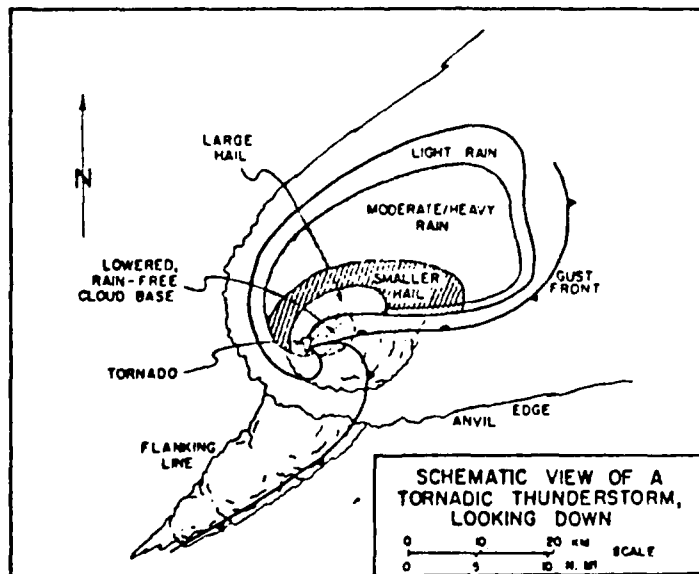 N
LARGE
HAIL
LIGHT RAIN
MODERATE/HEAVY
RAIN
LOWERED,
RAIN-FREE
CLOUD BASE
SMALLER
HAIL
GUST
FRONT
TORNADO
ANVIL EDGE
FLANKING
LINE
SCHEMATIC VIEW OF A
TORNADIC THUNDERSTORM,
LOOKING DOWN
0 10 20 KM
SCALE
0 5 10 N. MI